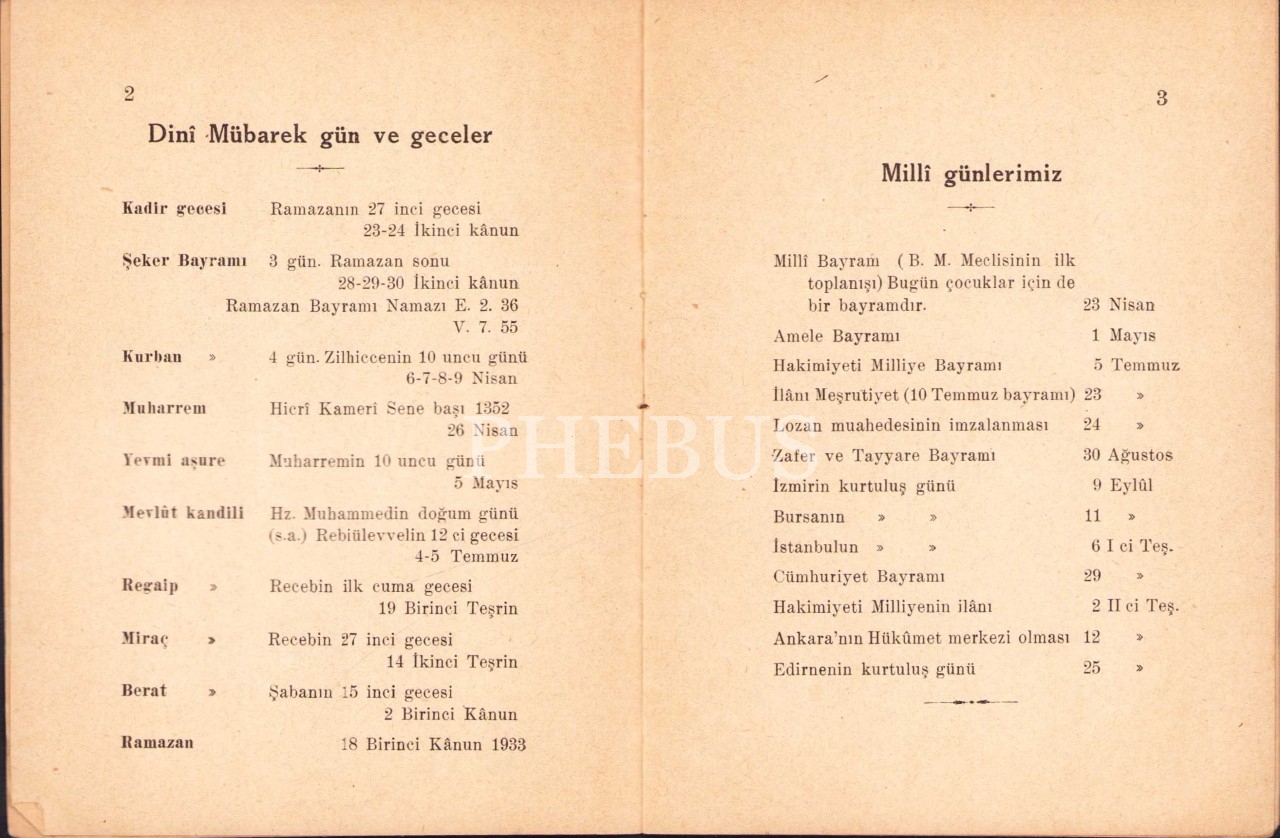 2
Dinî Mübarek gün ve geceler
Kadir gecesi Ramazanın 27 inci gecesi
23-24 İkinci kânun
Şeker Bayramı 3 gün. Ramazan sonu
28-29-30 İkinci kânun
Ramazan Bayramı Namazı E. 2. 36
V. 7. 55
Kurban » 4 gün. Zilhiccenin 10 uncu günü
6-7-8-9 Nisan
Muharrem Hicrî Kamerî Sene başı 1352
26 Nisan
Yevmi aşure Muharremin 10 uncu günü
5 Mayıs
Mevlût kandili Hz. Muhammedin doğum günü
(s.a.) Rebiülevvelin 12 ci gecesi
4-5 Temmuz
Regaip » Recebin ilk cuma gecesi
19 Birinci Teşrin
Miraç » Recebin 27 inci gecesi
14 İkinci Teşrin
Berat » Şabanın 15 inci gecesi
2 Birinci Kânun
Ramazan 18 Birinci Kânun 1933
3
Millî günlerimiz
Millî Bayram ( B. M. Meclisinin ilk
toplanışı) Bugün çocuklar için de
bir bayramdır. 23 Nisan
Amele Bayramı 1 Mayıs
Hakimiyeti Milliye Bayramı 5 Temmuz
İlânı Meşrutiyet (10 Temmuz bayramı) 23 »
Lozan muahedesinin imzalanması 24 »
Zafer ve Tayyare Bayramı 30 Ağustos
İzmirin kurtuluş günü 9 Eylûl
Bursanın » » 11 »
İstanbulun » » 6 I ci Teş.
Cümhuriyet Bayramı 29 »
Hakimiyeti Milliyenin ilânı 2 II ci Teş.
Ankara'nın Hükûmet merkezi olması 12 »
Edirnenin kurtuluş günü 25 »
PHEBUS